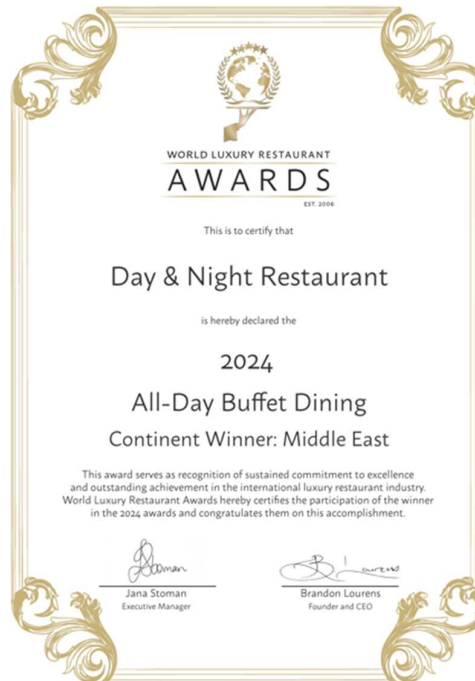 WORLD LUXURY RESTAURANT
AWARDS
EST. 2006
This is to certify that
Day & Night Restaurant
is hereby declared the
2024
All-Day Buffet Dining
Continent Winner: Middle East
This award serves as recognition of sustained commitment to excellence
and outstanding achievement in the international luxury restaurant industry.
World Luxury Restaurant Awards hereby certifies the participation of the winner
in the 2024 awards and congratulates them on this accomplishment.
JStoman B Lourens
Jana Stoman Brandon Lourens
Executive Manager Founder and CEO